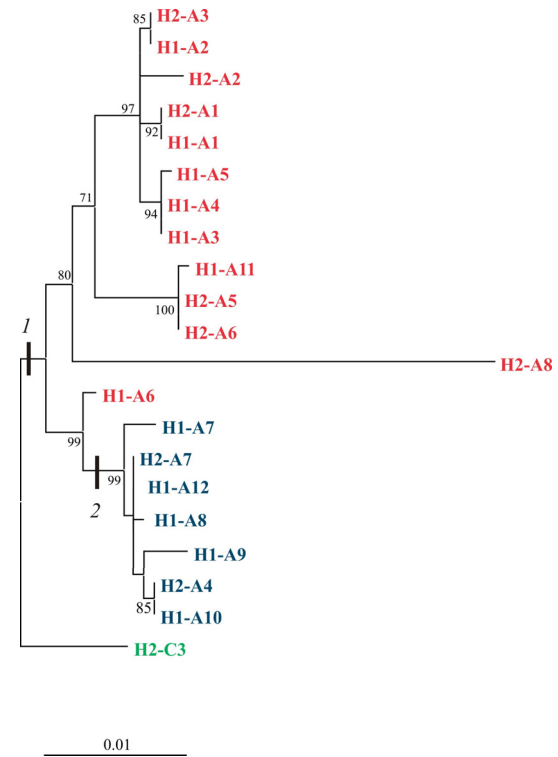 85 H2-A3
H1-A2
H2-A2
97 H2-A1
92 H1-A1
H1-A5
71 H1-A4
94 H1-A3
H1-A11
80 H2-A5
100 H2-A6
1
H2-A8
H1-A6
99 H1-A7
H2-A7
99 H1-A12
2 H1-A8
H1-A9
H2-A4
85 H1-A10
H2-C3
0.01